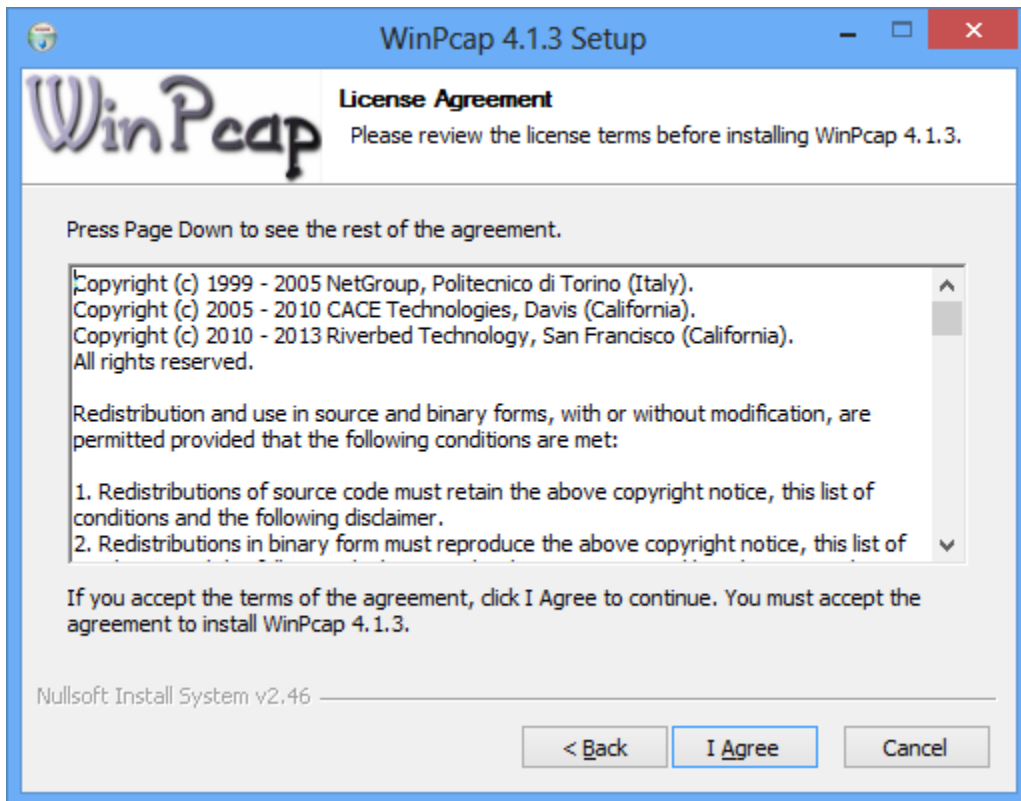 WinPcap 4.1.3 Setup
WinPcap
License Agreement
Please review the license terms before installing WinPcap 4.1.3.
Press Page Down to see the rest of the agreement.
Copyright (c) 1999 - 2005 NetGroup, Politecnico di Torino (Italy).
Copyright (c) 2005 - 2010 CACE Technologies, Davis (California).
Copyright (c) 2010 - 2013 Riverbed Technology, San Francisco (California).
All rights reserved.
Redistribution and use in source and binary forms, with or without modification, are
permitted provided that the following conditions are met:
1. Redistributions of source code must retain the above copyright notice, this list of
conditions and the following disclaimer.
2. Redistributions in binary form must reproduce the above copyright notice, this list of
If you accept the terms of the agreement, click I Agree to continue. You must accept the
agreement to install WinPcap 4.1.3.
Nullsoft Install System v2.46
< Back
I Agree
Cancel